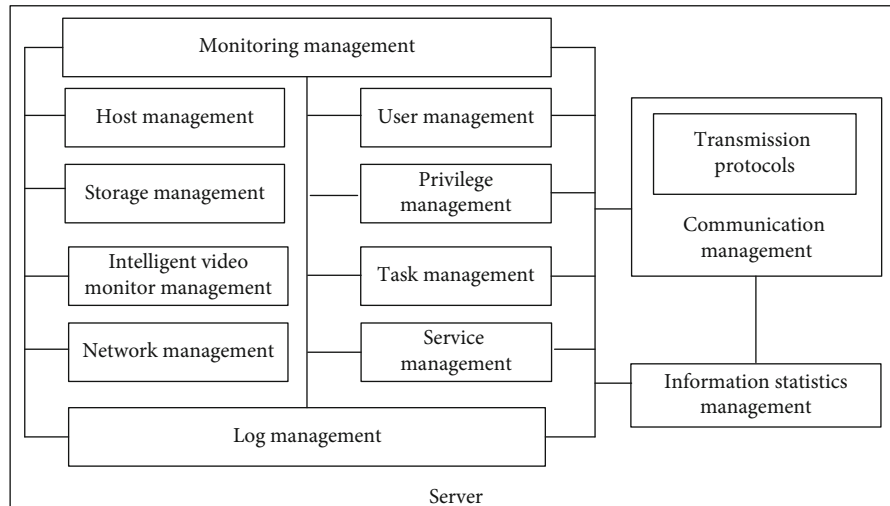 Monitoring management
Host management
User management
Storage management
Privilege
management
Intelligent video
monitor management
Task management
Network management
Service
management
Log management
Transmission
protocols
Communication
management
Information statistics
management
Server